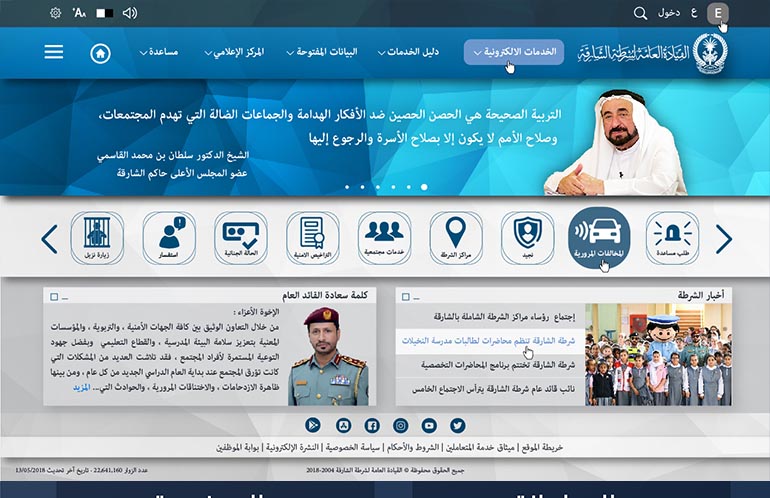 E
ع
دخول
AA
القيادة العامة لشرطة الشارقة
الخدمات الالكترونية
دليل الخدمات
البيانات المفتوحة
المركز الإعلامي
مساعدة
التربية الصحيحة هي الحصن الحصين ضد الأفكار الهدامة والجماعات الضالة التي تهدم المجتمعات،
وصلاح الأمم لا يكون إلا بصلاح الأسرة والرجوع إليها
الشيخ الدكتور سلطان بن محمد القاسمي
عضو المجلس الأعلى حاكم الشارقة
طلب مساعدة
المخالفات المرورية
نجيد
مراكز الشرطة
خدمات مجتمعية
التراخيص الامنية
الحالة الجنائية
استفسار
زيارة نزيل
أخبار الشرطة
إجتماع رؤساء مراكز الشرطة الشاملة بالشارقة
شرطة الشارقة تنظم محاضرات لطالبات مدرسة النخيلات
شرطة الشارقة تختتم برنامج المحاضرات التخصصية
نائب قائد عام شرطة الشارقة يترأس الاجتماع الخامس
كلمة سعادة القائد العام
الإخوة الأعزاء :
من خلال التعاون الوثيق بين كافة الجهات الأمنية ، والتربوية ، والمؤسسات
المعنية بتعزيز سلامة البيئة المدرسية ، والقطاع التعليمي وبفضل جهود
التوعية المستمرة لأفراد المجتمع ، فقد تلاشت العديد من المشكلات التي
كانت تؤرق المجتمع عند بداية العام الدراسي الجديد من كل عام ، ومن بينها
ظاهرة الازدحامات ، والاختناقات المرورية ، والحوادث التي... المزيد
خريطة الموقع | ميثاق خدمة المتعاملين | الشروط والأحكام | سياسة الخصوصية | النشرة الإلكترونية | بوابة الموظفين
جميع الحقوق محفوظة © القيادة العامة لشرطة الشارقة 2004-2018
عدد الزوار 22,641,160 - تاريخ آخر تحديث 13/05/2018